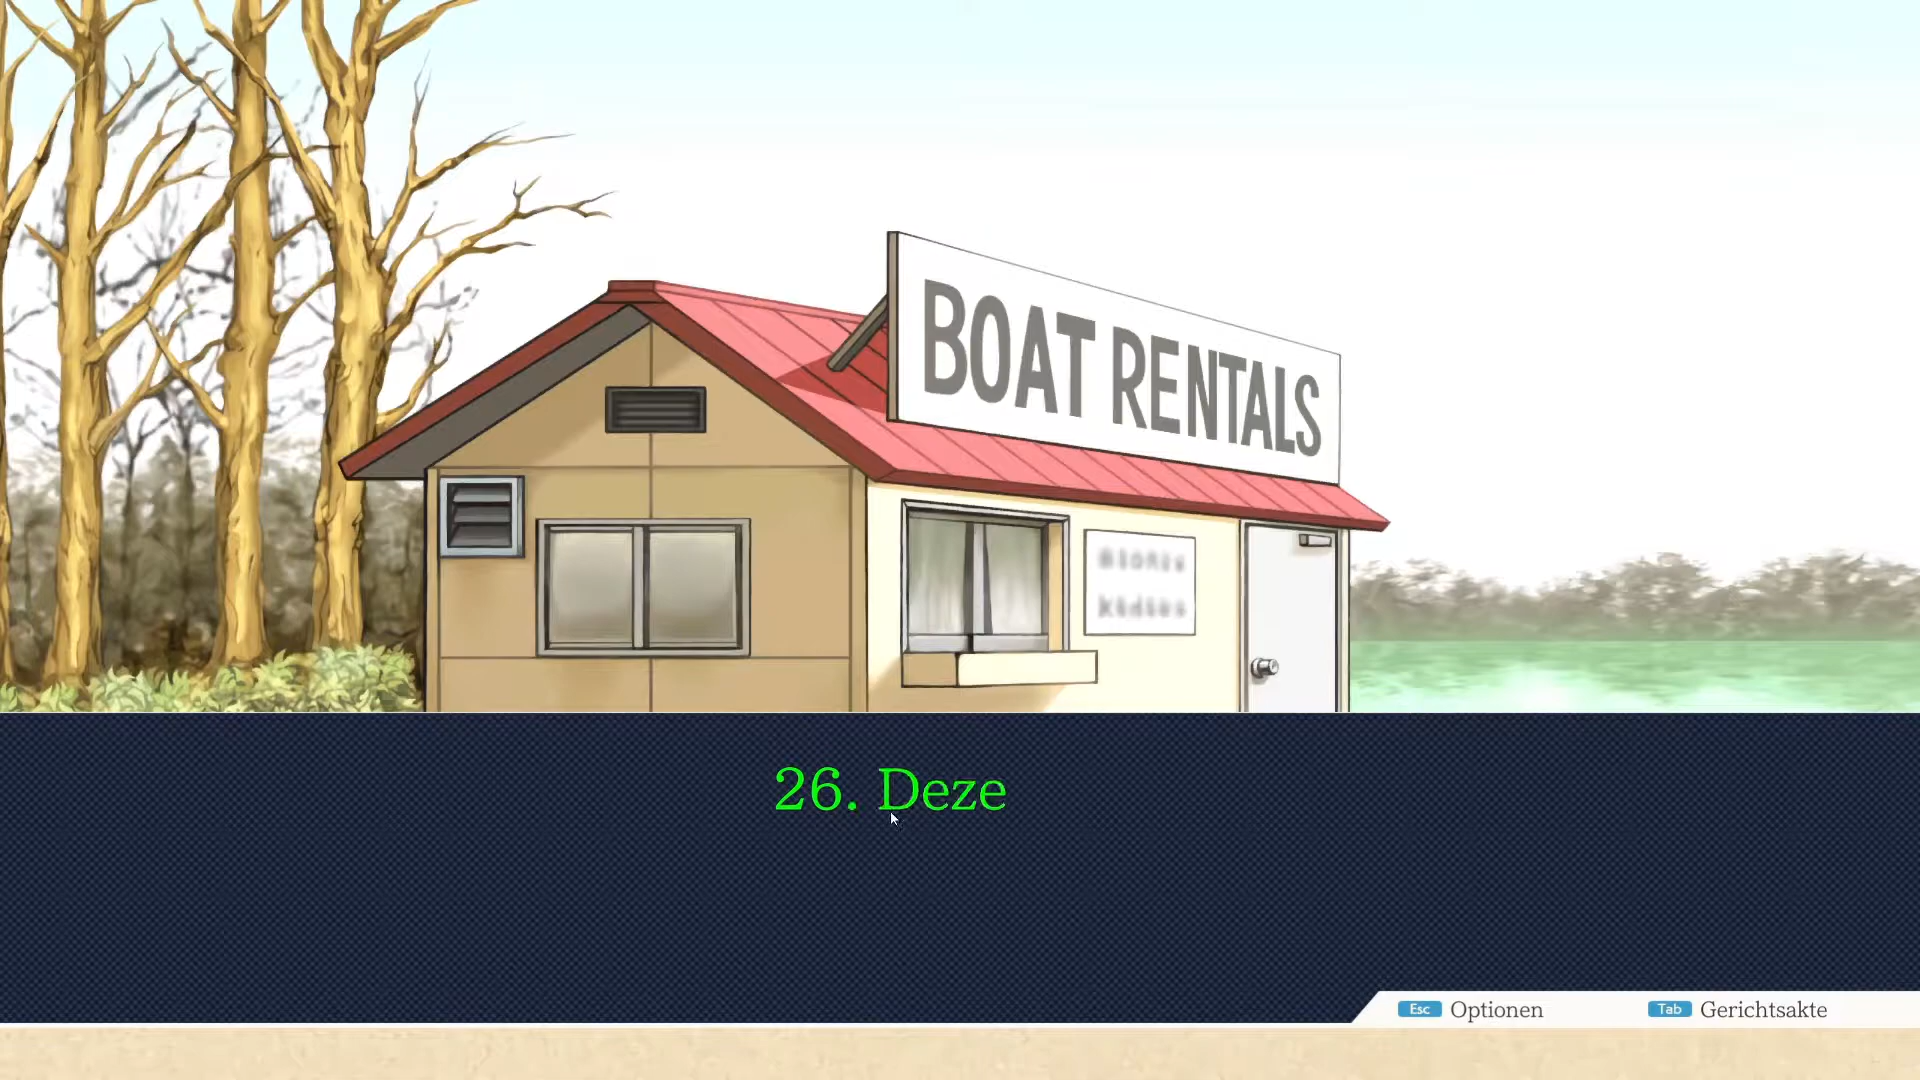 BOAT RENTALS
26. Deze
Esc Optionen Tab Gerichtsakte